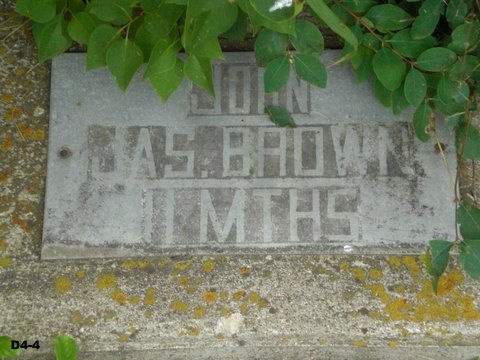 JOHN
JAS. BROWN
11 MTHS
D4-4